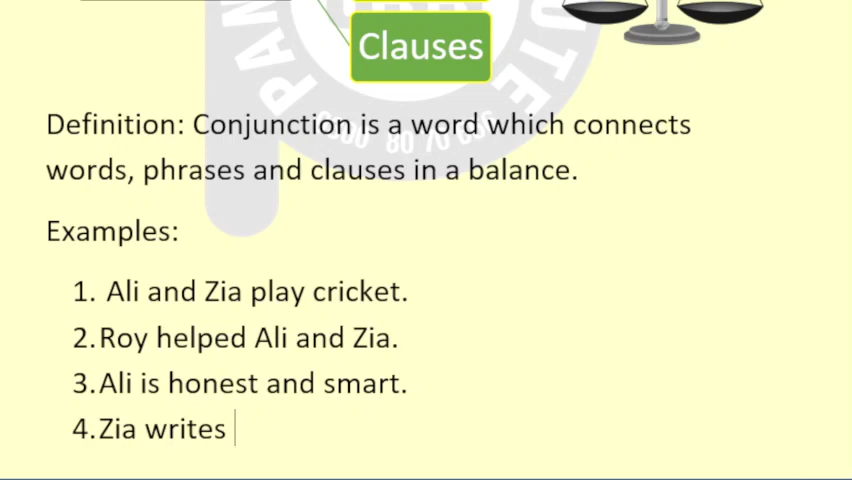 Clauses
Definition: Conjunction is a word which connects
words, phrases and clauses in a balance.
Examples:
1. Ali and Zia play cricket.
2. Roy helped Ali and Zia.
3. Ali is honest and smart.
4. Zia writes